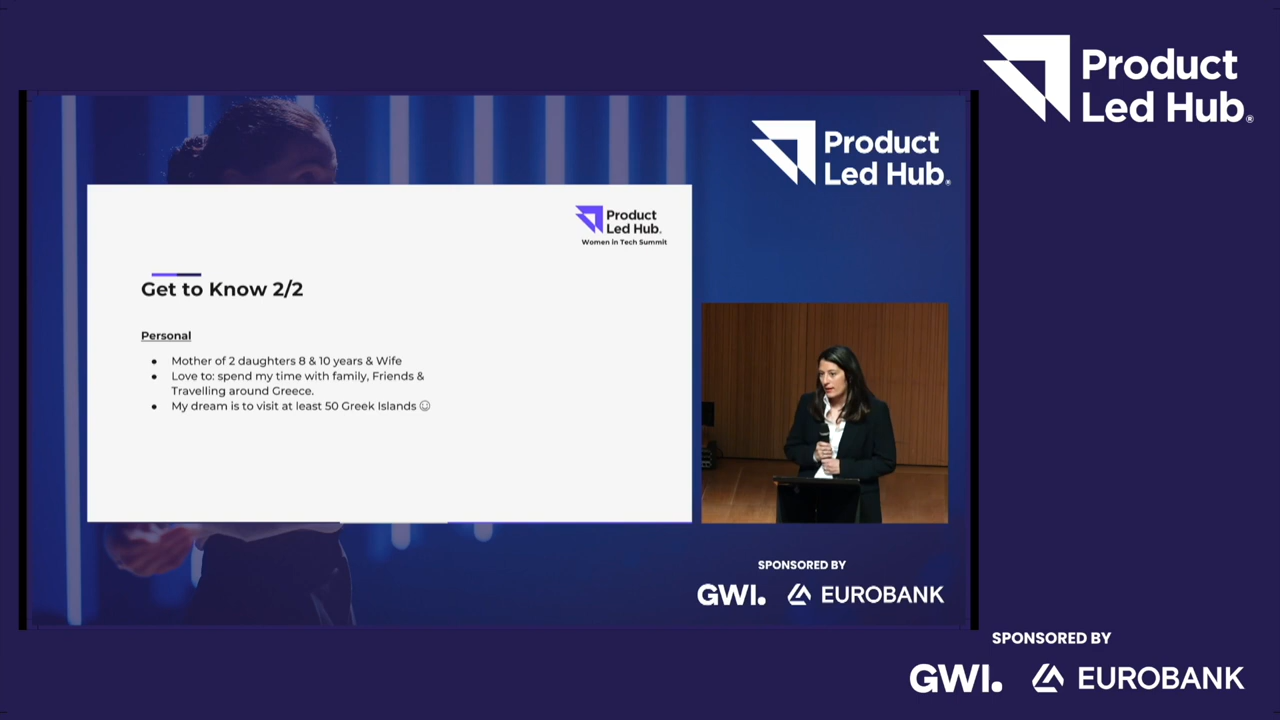 Product
Led Hub®
Product
Led Hub®
Product
Led Hub.
Women in Tech Summit
Get to Know 2/2
Personal
● Mother of 2 daughters 8 & 10 years & Wife
● Love to: spend my time with family, Friends &
Travelling around Greece.
● My dream is to visit at least 50 Greek Islands ☺
SPONSORED BY
GWI. EUROBANK
SPONSORED BY
GWI. EUROBANK